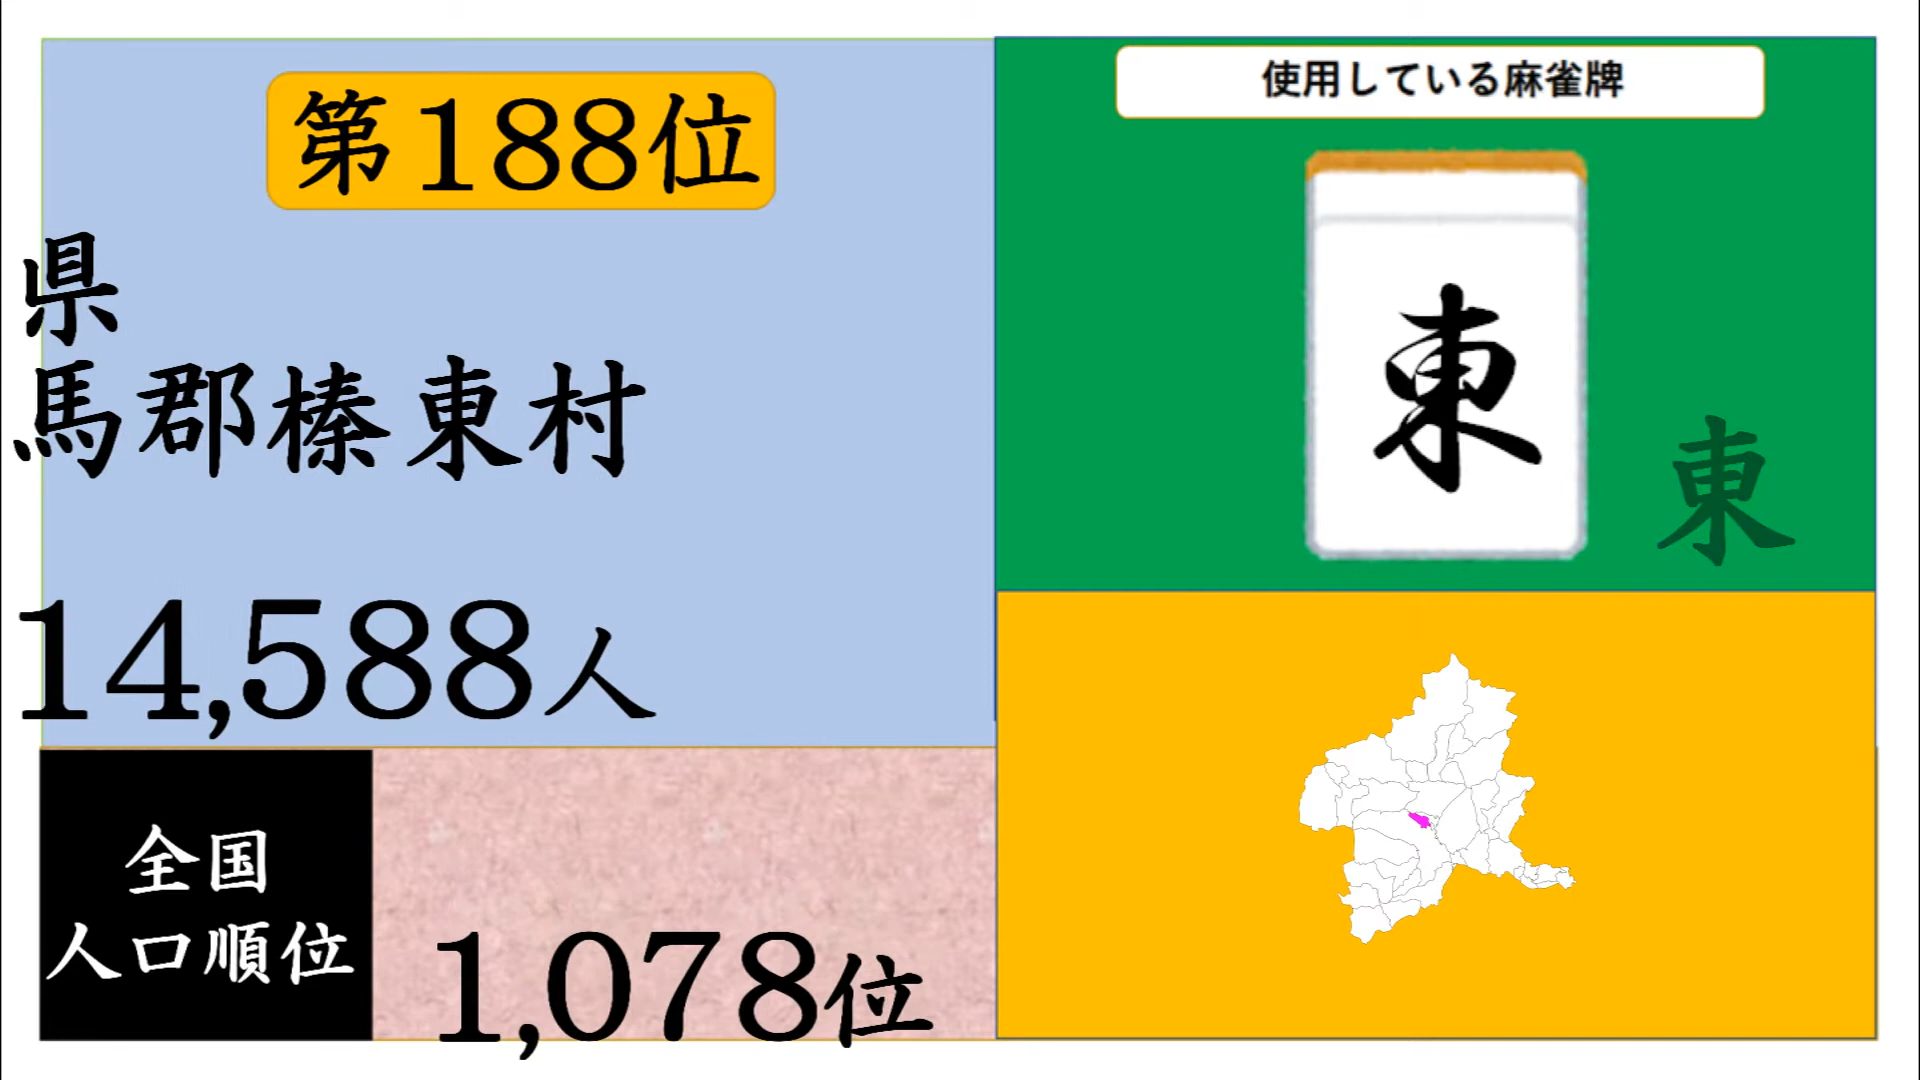 第188位
県
馬郡榛東村
14,588人
全国
人口順位
1,078位
使用している麻雀牌
東
東